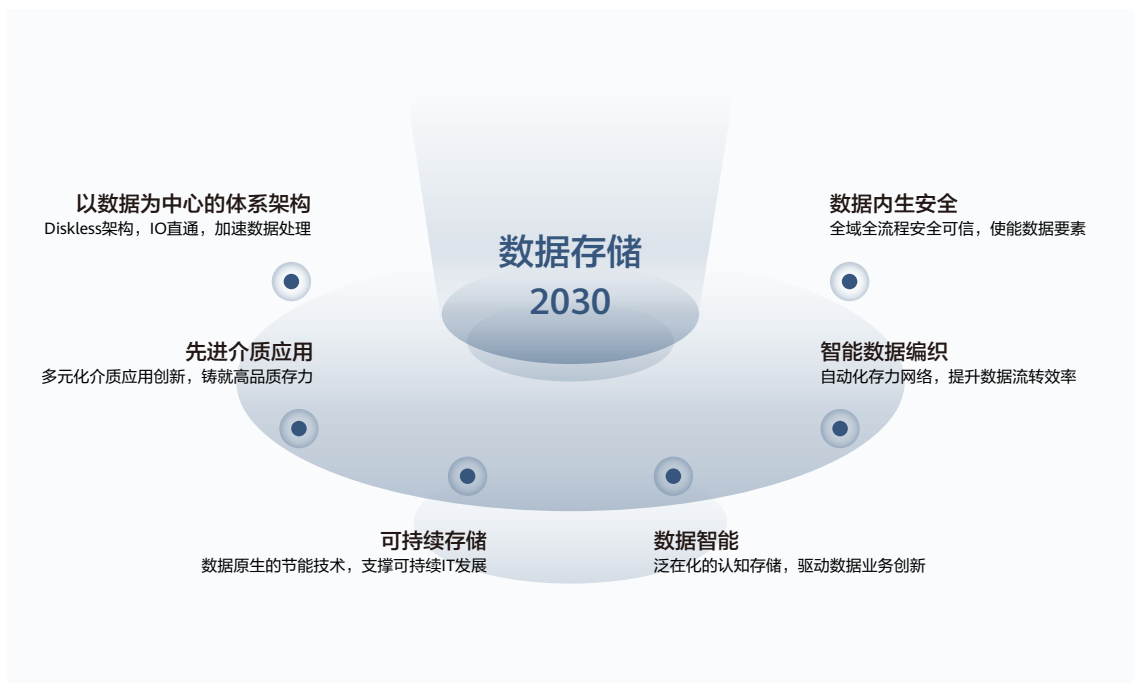 以数据为中心的体系架构
Diskless架构，IO直通，加速数据处理
数据内生安全
全域全流程安全可信，使能数据要素
数据存储
2030
先进介质应用
多元化介质应用创新，铸就高品质存力
智能数据编织
自动化存力网络，提升数据流转效率
可持续存储
数据原生的节能技术，支撑可持续IT发展
数据智能
泛在化的认知存储，驱动数据业务创新